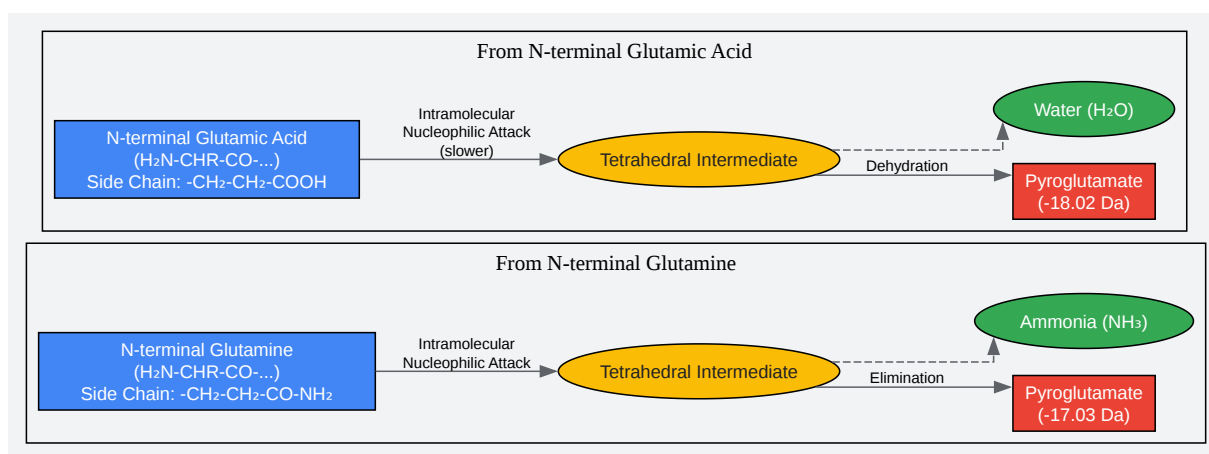 From N-terminal Glutamic Acid
N-terminal Glutamic Acid
(H₂N-CHR-CO-...)
Side Chain: -CH₂-CH₂-COOH
Intramolecular
Nucleophilic Attack
(slower)
Tetrahedral Intermediate
Dehydration
Water (H₂O)
Pyroglutamate
(-18.02 Da)
From N-terminal Glutamine
N-terminal Glutamine
(H₂N-CHR-CO-...)
Side Chain: -CH₂-CH₂-CO-NH₂
Intramolecular
Nucleophilic Attack
Tetrahedral Intermediate
Elimination
Ammonia (NH₃)
Pyroglutamate
(-17.03 Da)